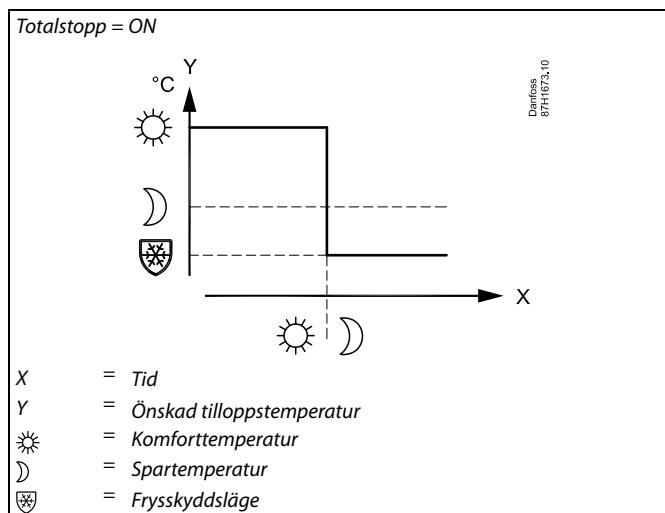 Totalstopp = ON
Y
°C
Danfoss
87H1673.10
X
X = Tid
Y = Önskad tilloppstemperatur
= Komforttemperatur
= Spartemperatur
= Frysskyddsläge